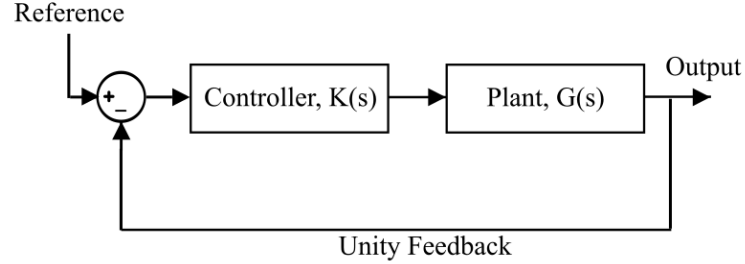 Reference
+
−
Controller, K(s)
Plant, G(s)
Output
Unity Feedback